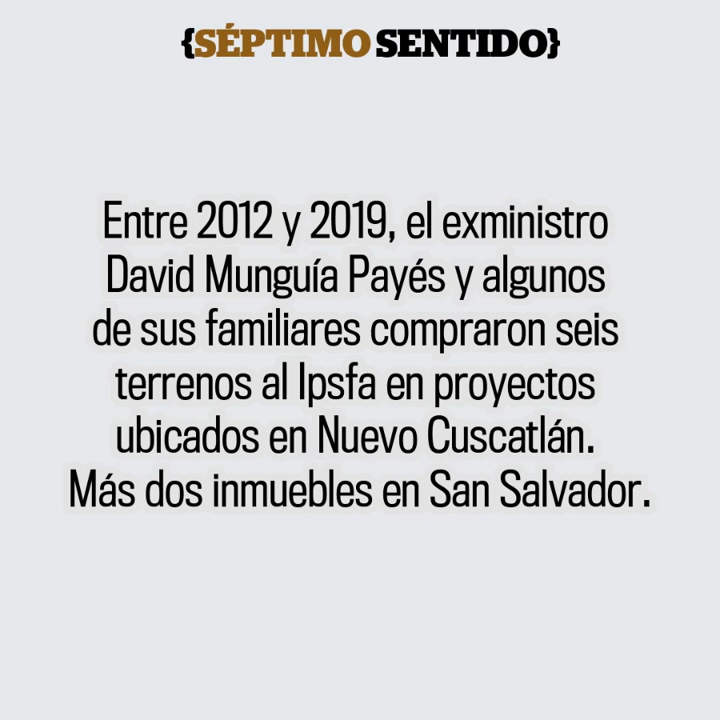 {SÉPTIMO SENTIDO}
Entre 2012 y 2019, el exministro
David Munguía Payés y algunos
de sus familiares compraron seis
terrenos al Ipsfa en proyectos
ubicados en Nuevo Cuscatlán.
Más dos inmuebles en San Salvador.